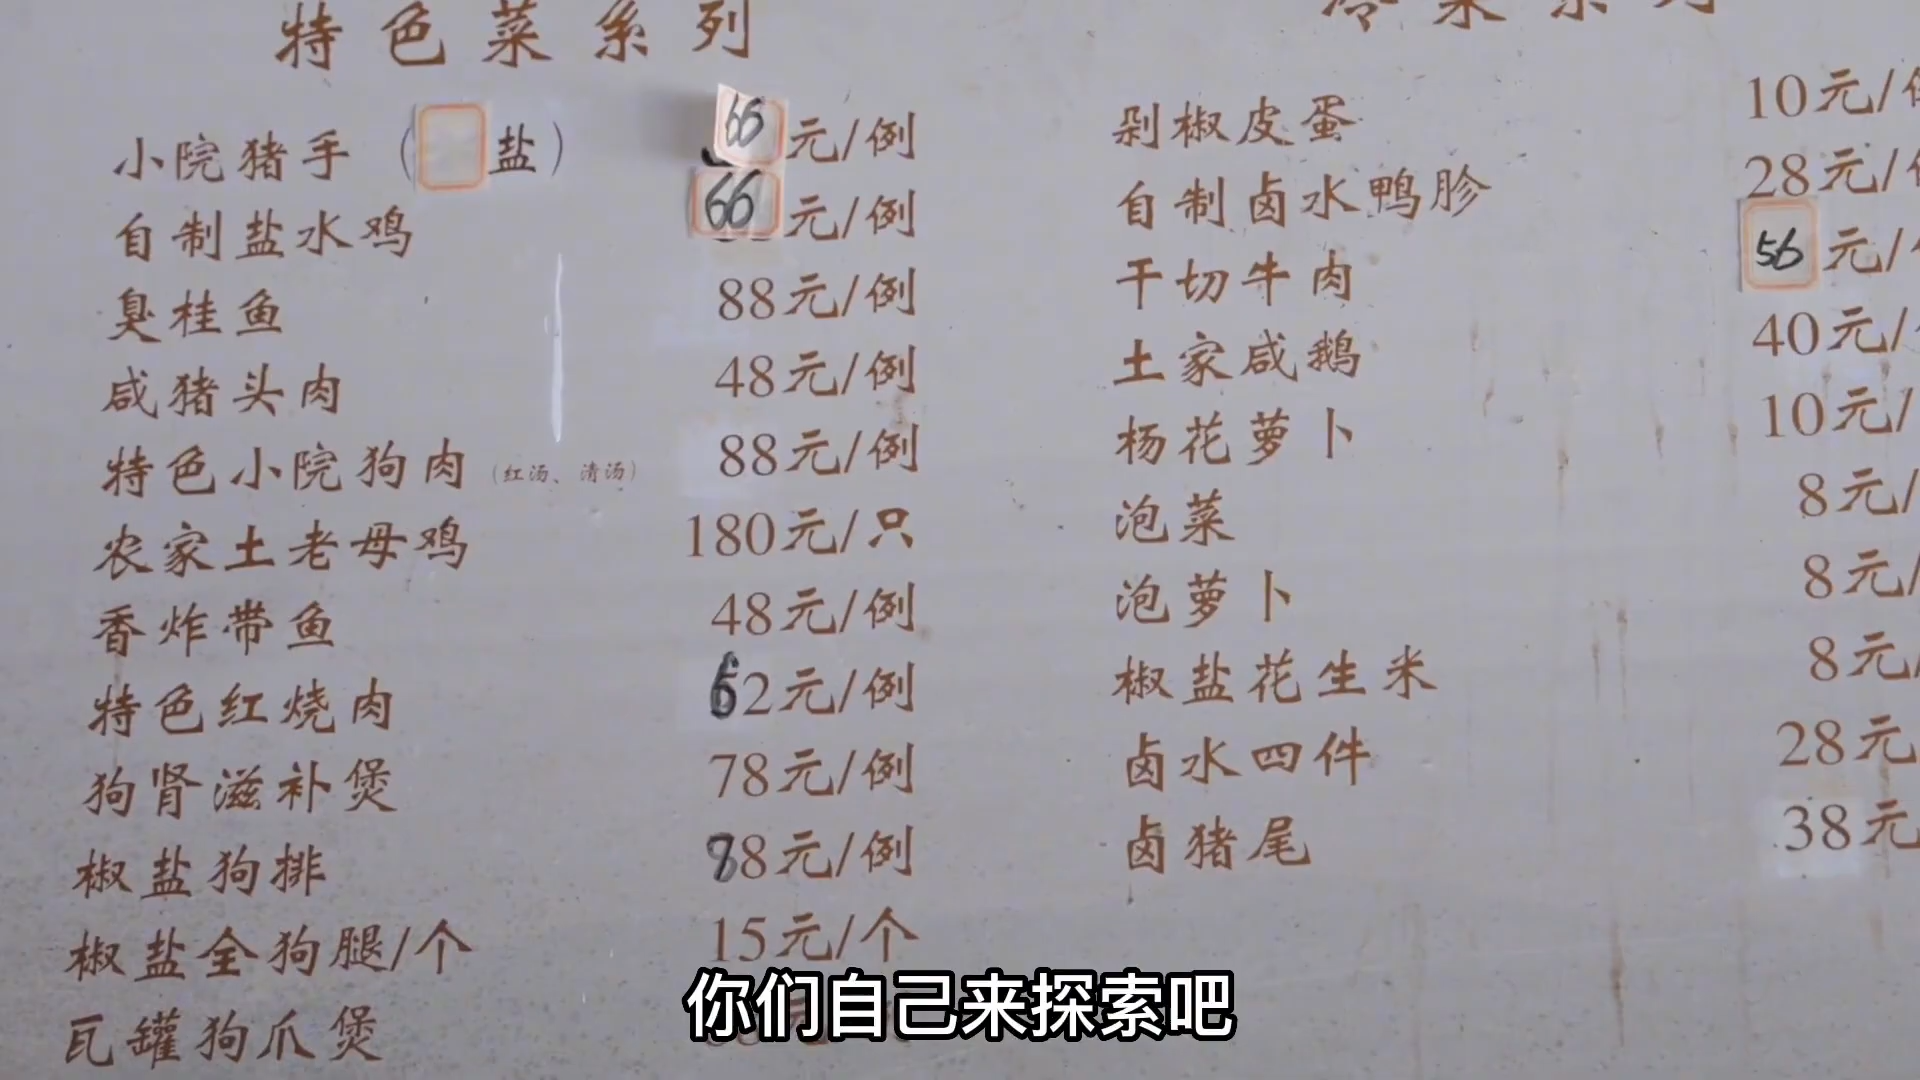 特色菜系列
小院猪手（盐） 66元/例
自制盐水鸡 66元/例
臭桂鱼 88元/例
咸猪头肉 48元/例
特色小院狗肉（红汤、清汤） 88元/例
农家土老母鸡 180元/只
香炸带鱼 48元/例
特色红烧肉 62元/例
狗肾滋补煲 78元/例
椒盐狗排 88元/例
椒盐全狗腿/个 15元/个
瓦罐狗爪煲
剁椒皮蛋 10元/
自制卤水鸭胗 28元/
干切牛肉 56元/
土家咸鹅 40元/
杨花萝卜 10元/
泡菜 8元/
泡萝卜 8元/
椒盐花生米 8元/
卤水四件 28元
卤猪尾 38元
你们自己来探索吧